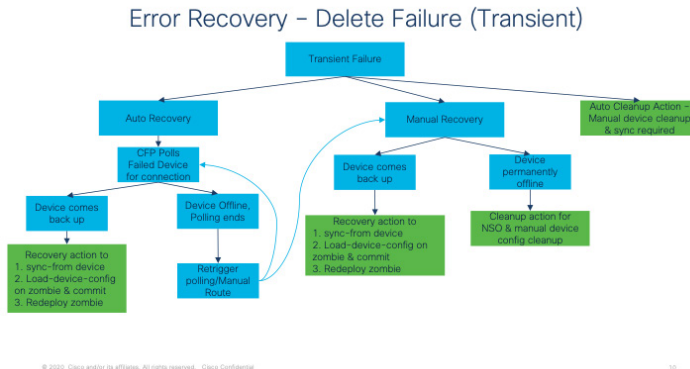 Error Recovery – Delete Failure (Transient)
Transient Failure
Auto Recovery
Manual Recovery
Auto Cleanup Action –
Manual device cleanup
& sync required
CFP Polls
Failed Device
for connection
Device comes
back up
Device Offline,
Polling ends
Device comes
back up
Device
permanently
offline
Recovery action to
1. sync-from device
2. Load-device-config
on zombie & commit
3. Redeploy zombie
Retrigger
polling/Manual
Route
Recovery action to
1. sync-from device
2. Load-device-config on
zombie & commit
3. Redeploy zombie
Cleanup action for
NSO & manual device
config cleanup
© 2020 Cisco and/or its affiliates. All rights reserved. Cisco Confidential
10